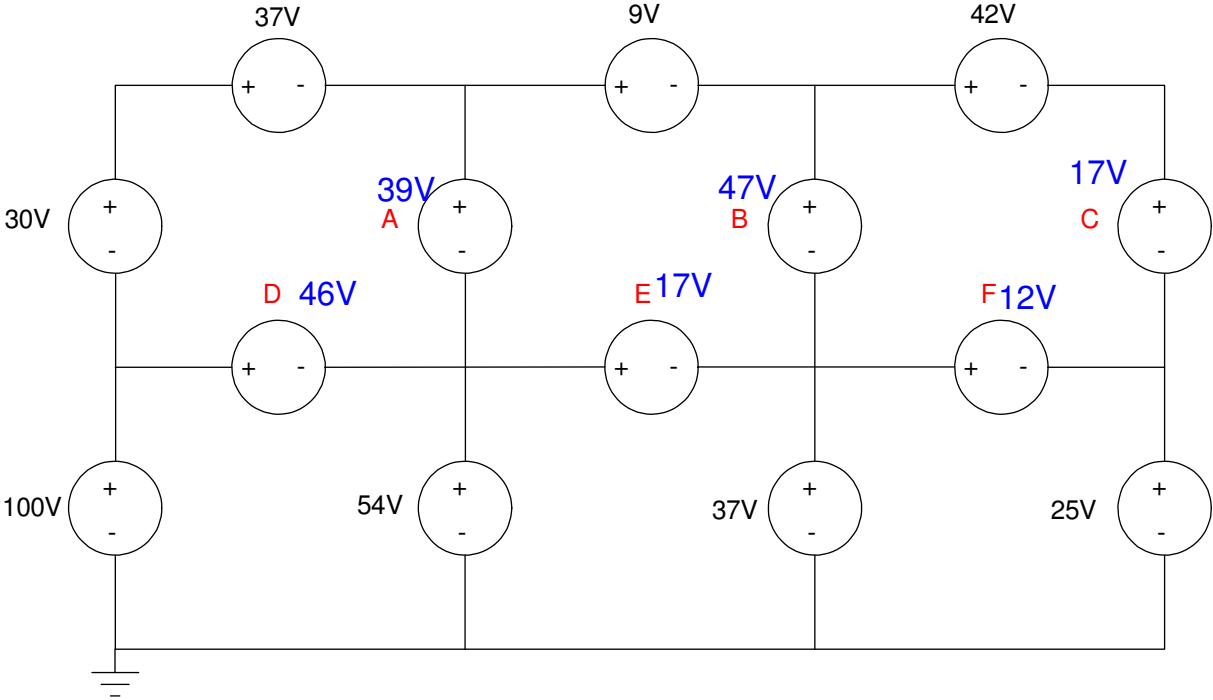 37V
9V
42V
+ -
+ -
+ -
30V
+
-
39V
A
+
-
47V
B
+
-
17V
C
+
-
D 46V
E 17V
F 12V
+ -
+ -
+ -
100V
+
-
54V
+
-
37V
+
-
25V
+
-